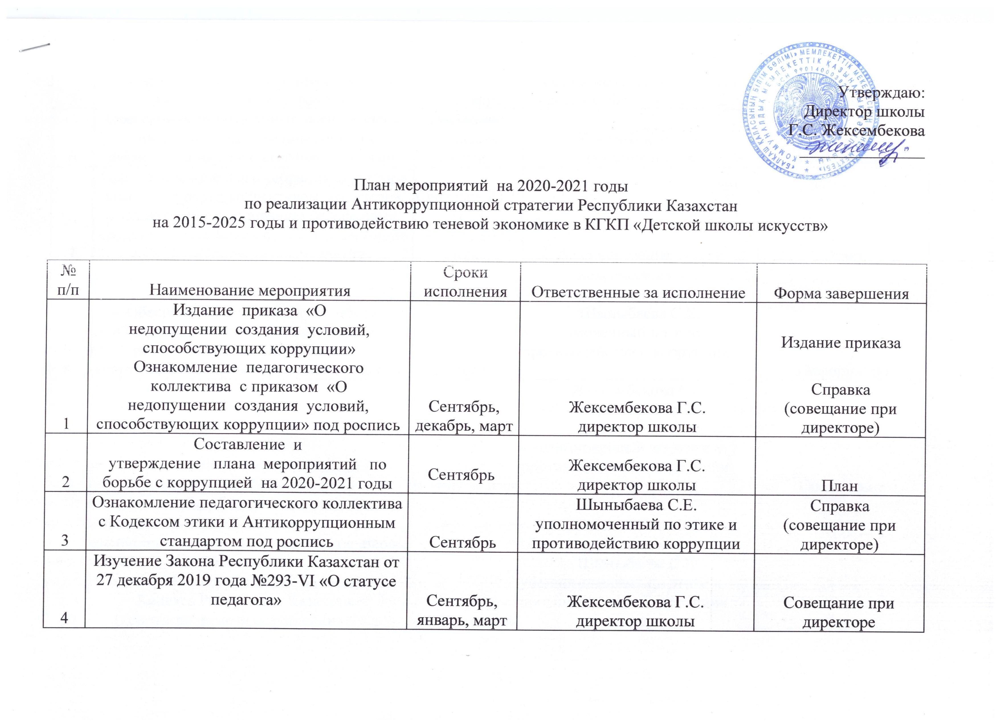 Утверждаю:
Директор школы
Г.С. Жексембекова
План мероприятий на 2020-2021 годы
по реализации Антикоррупционной стратегии Республики Казахстан
на 2015-2025 годы и противодействию теневой экономике в КГКП «Детской школы искусств»
№
п/п
Наименование мероприятия
Сроки
исполнения
Ответственные за исполнение
Форма завершения
1
Издание приказа «О
недопущении создания условий,
способствующих коррупции»
Ознакомление педагогического
коллектива с приказом «О
недопущении создания условий,
способствующих коррупции» под роспись
Сентябрь,
декабрь, март
Жексембекова Г.С.
директор школы
Издание приказа
Справка
(совещание при
директоре)
2
Составление и
утверждение плана мероприятий по
борьбе с коррупцией на 2020-2021 годы
Сентябрь
Жексембекова Г.С.
директор школы
План
3
Ознакомление педагогического коллектива
с Кодексом этики и Антикоррупционным
стандартом под роспись
Сентябрь
Шыныбаева С.Е.
уполномоченный по этике и
противодействию коррупции
Справка
(совещание при
директоре)
4
Изучение Закона Республики Казахстан от
27 декабря 2019 года №293-VI «О статусе
педагога»
Сентябрь,
январь, март
Жексембекова Г.С.
директор школы
Совещание при
директоре
«БАЛҚАШ ҚАЛАСЫНЫҢ БІЛІМ БӨЛІМІ» МЕМЛЕКЕТТІК МЕКЕМЕСІНІҢ
КОММУНАЛДЫҚ МЕМЛЕКЕТТІК ҚАЗЫНАЛЫҚ
QAZAQSTAN